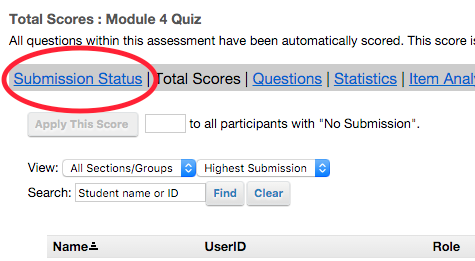 Total Scores : Module 4 Quiz
All questions within this assessment have been automatically scored. This score is
Submission Status | Total Scores | Questions | Statistics | Item Anal
Apply This Score to all participants with "No Submission".
View: All Sections/Groups Highest Submission
Search: Student name or ID Find Clear
Name UserID Role